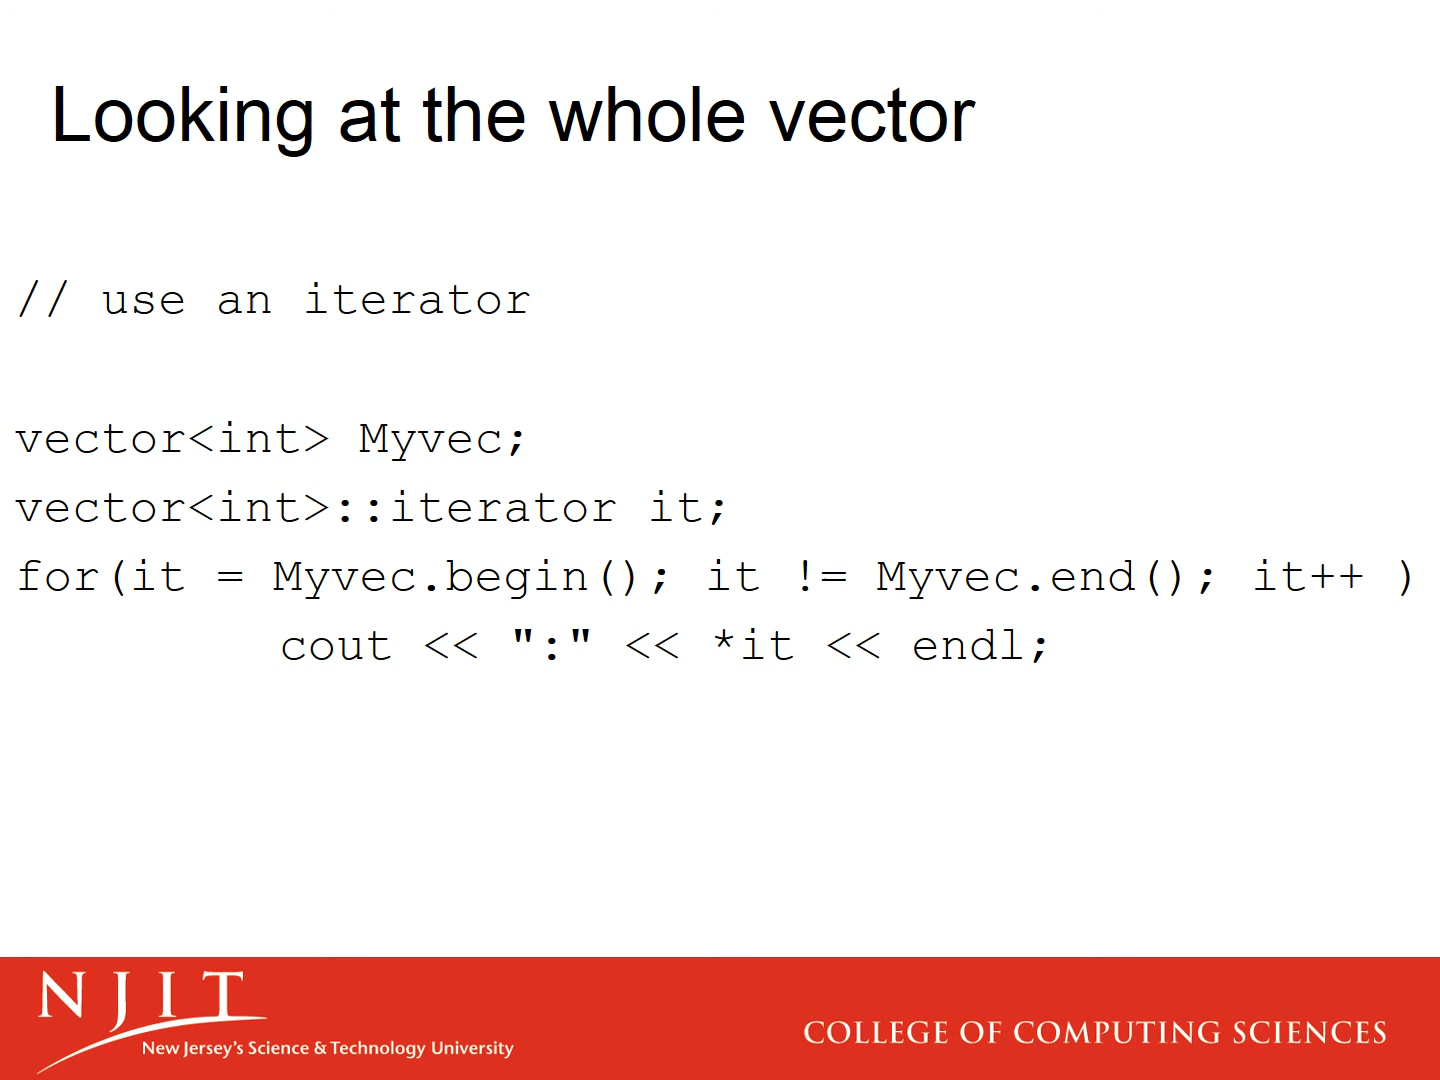 Looking at the whole vector
// use an iterator
vector<int> Myvec;
vector<int>::iterator it;
for(it = Myvec.begin(); it != Myvec.end(); it++ )
cout << ":" << *it << endl;
NJIT
New Jersey's Science & Technology University
COLLEGE OF COMPUTING SCIENCES